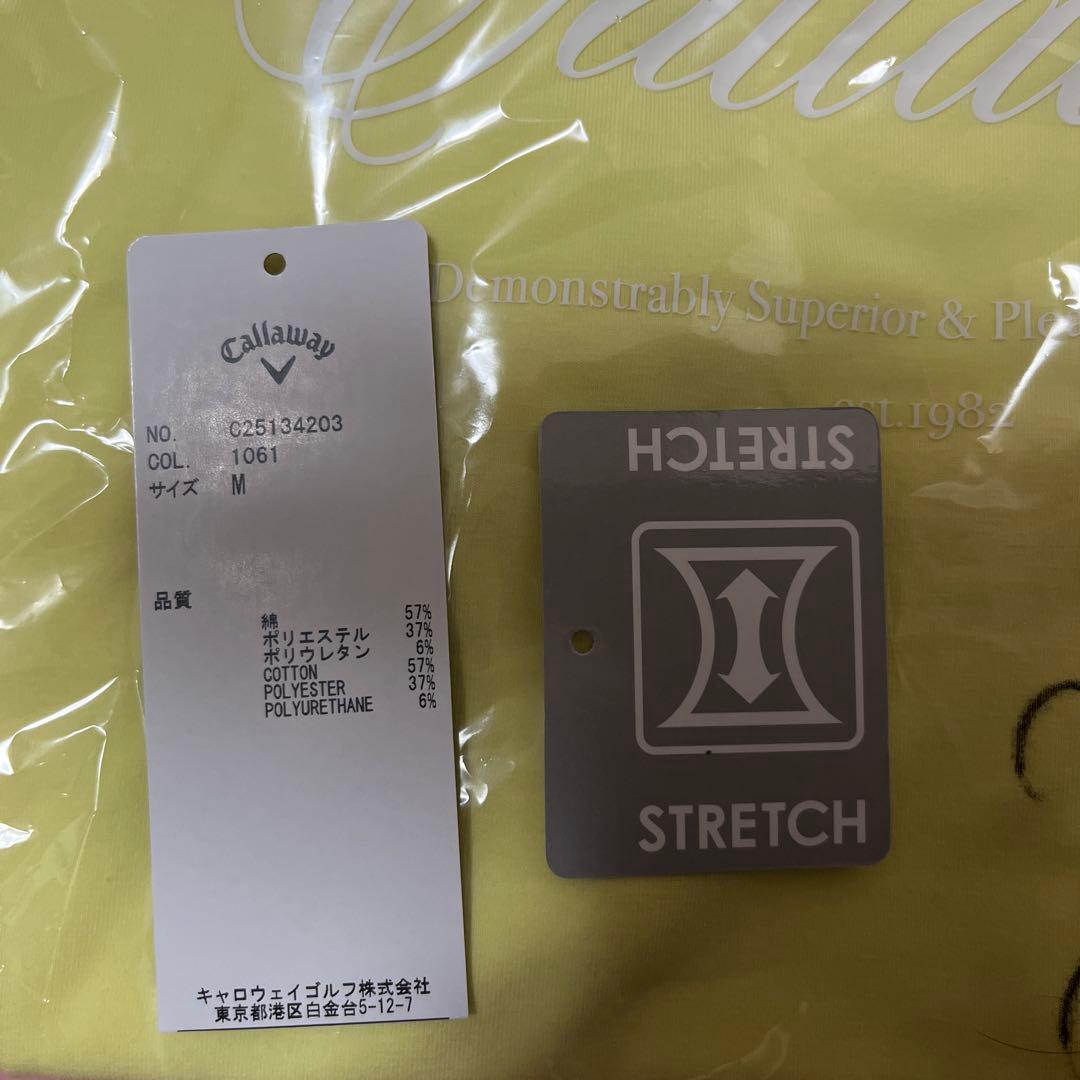 Demonstrably Superior &
est.1982
Callaway
NO. C25134203
COL. 1061
サイズ M
品質
綿 57%
ポリエステル 37%
ポリウレタン 6%
COTTON 57%
POLYESTER 37%
POLYURETHANE 6%
キャロウェイゴルフ株式会社
東京都港区白金台5-12-7
STRETCH
STRETCH